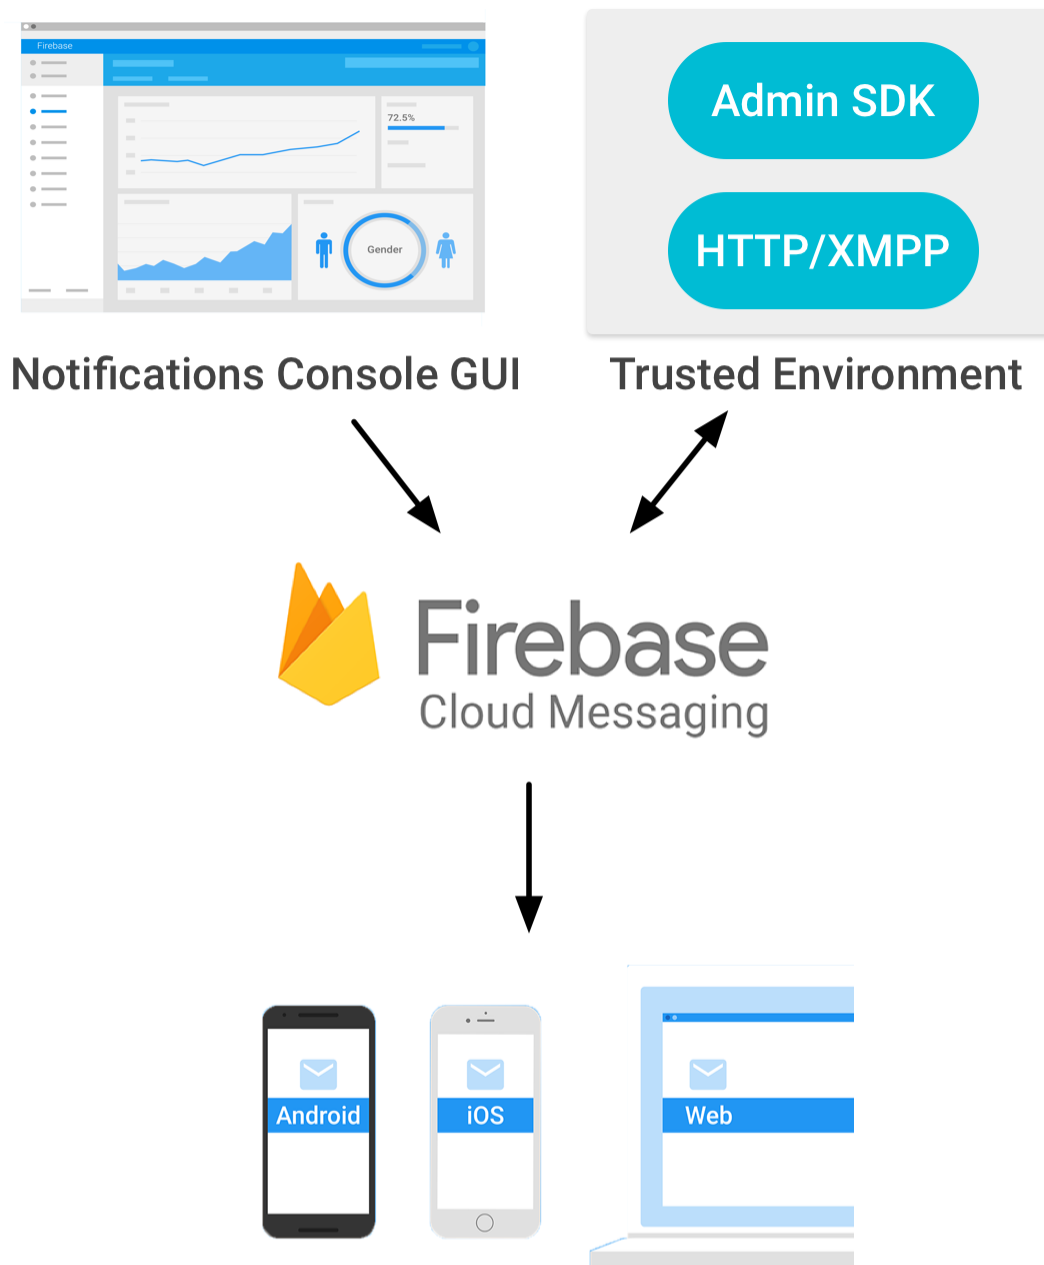 Firebase
72.5%
Gender
Admin SDK
HTTP/XMPP
Notifications Console GUI
Trusted Environment
Firebase
Cloud Messaging
Android
iOS
Web